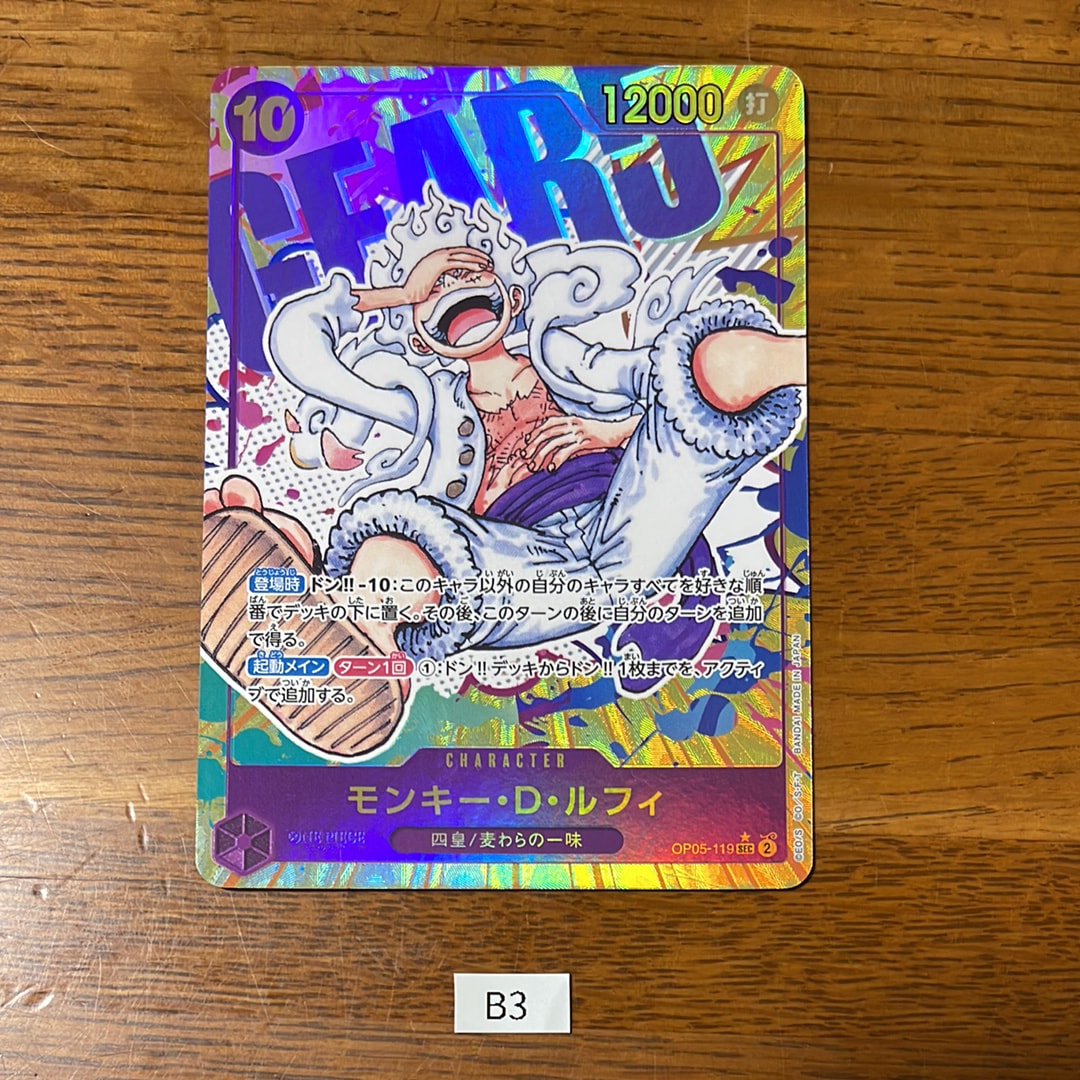 GEAR5
10
12000
打
登場時 ドン!!-10：このキャラ以外の自分のキャラすべてを好きな順
番でデッキの下に置く。その後、このターンの後に自分のターンを追加
で得る。
起動メイン ターン1回 ①：ドン!!デッキからドン!!1枚までを、アクティ
ブで追加する。
CHARACTER
モンキー・D・ルフィ
ONE PIECE
四皇/麦わらの一味
OP05-119 SEC 2
©EO/S CO/S,F,T BANDAI MADE IN JAPAN
B3